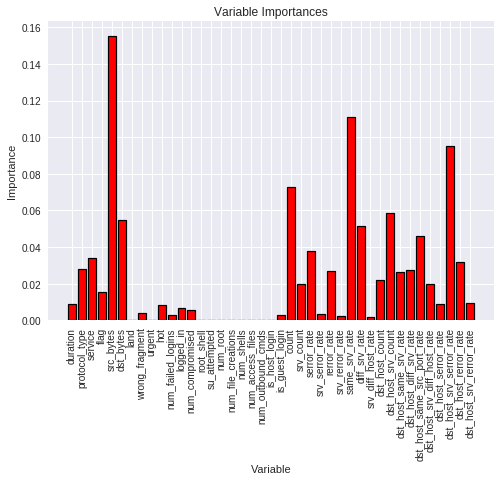 Variable Importances
0.16
0.14
0.12
0.10
0.08
0.06
0.04
0.02
0.00
Importance
duration
protocol_type
service
flag
src_bytes
dst_bytes
land
wrong_fragment
urgent
hot
num_failed_logins
logged_in
num_compromised
root_shell
su_attempted
num_root
num_file_creations
num_shells
num_access_files
num_outbound_cmds
is_host_login
is_guest_login
count
srv_count
serror_rate
srv_serror_rate
rerror_rate
srv_rerror_rate
same_srv_rate
diff_srv_rate
srv_diff_host_rate
dst_host_count
dst_host_srv_count
dst_host_same_srv_rate
dst_host_diff_srv_rate
dst_host_same_src_port_rate
dst_host_srv_diff_host_rate
dst_host_serror_rate
dst_host_srv_serror_rate
dst_host_rerror_rate
dst_host_srv_rerror_rate
Variable